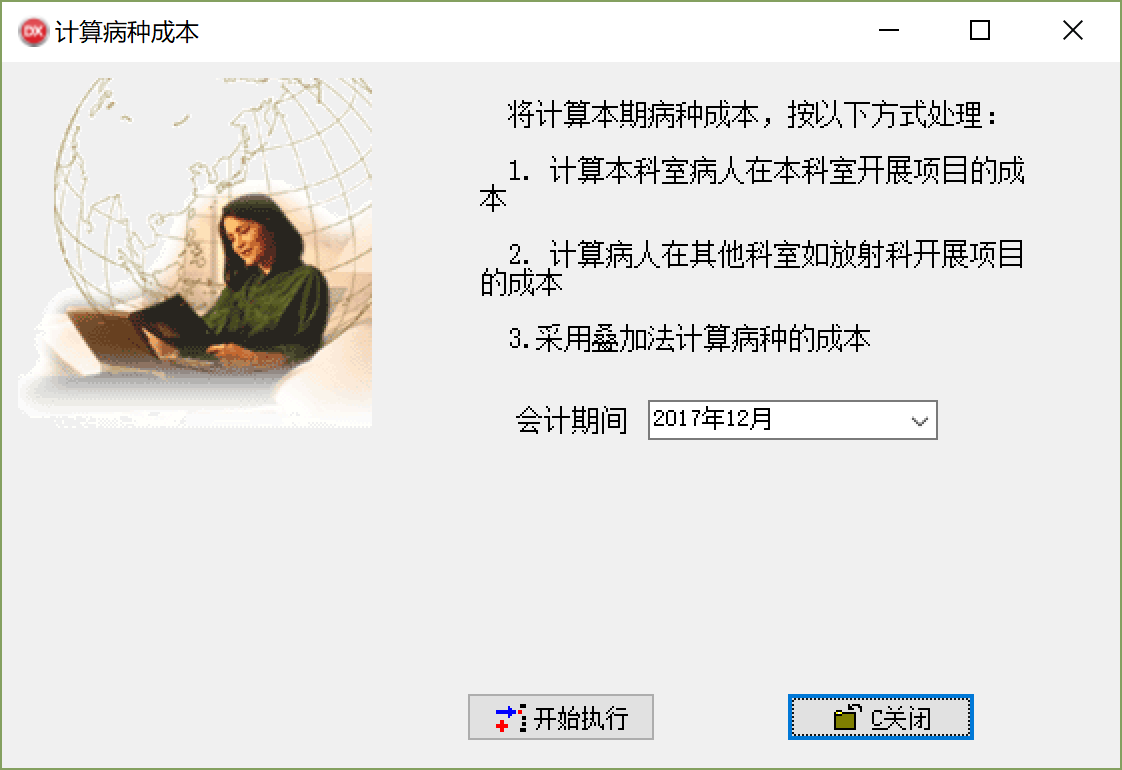 DX 计算病种成本
将计算本期病种成本，按以下方式处理：
1. 计算本科室病人在本科室开展项目的成
本
2. 计算病人在其他科室如放射科开展项目
的成本
3.采用叠加法计算病种的成本
会计期间 2017年12月
开始执行 C关闭